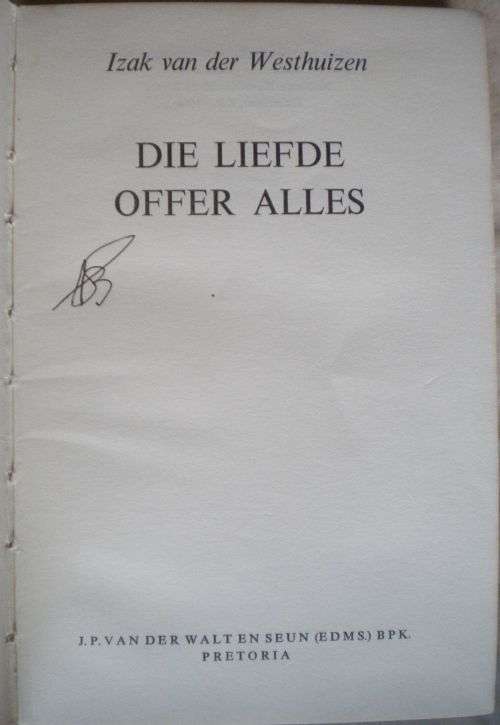 Izak van der Westhuizen
DIE LIEFDE
OFFER ALLES
J. P. VAN DER WALT EN SEUN (EDMS.) BPK.
PRETORIA